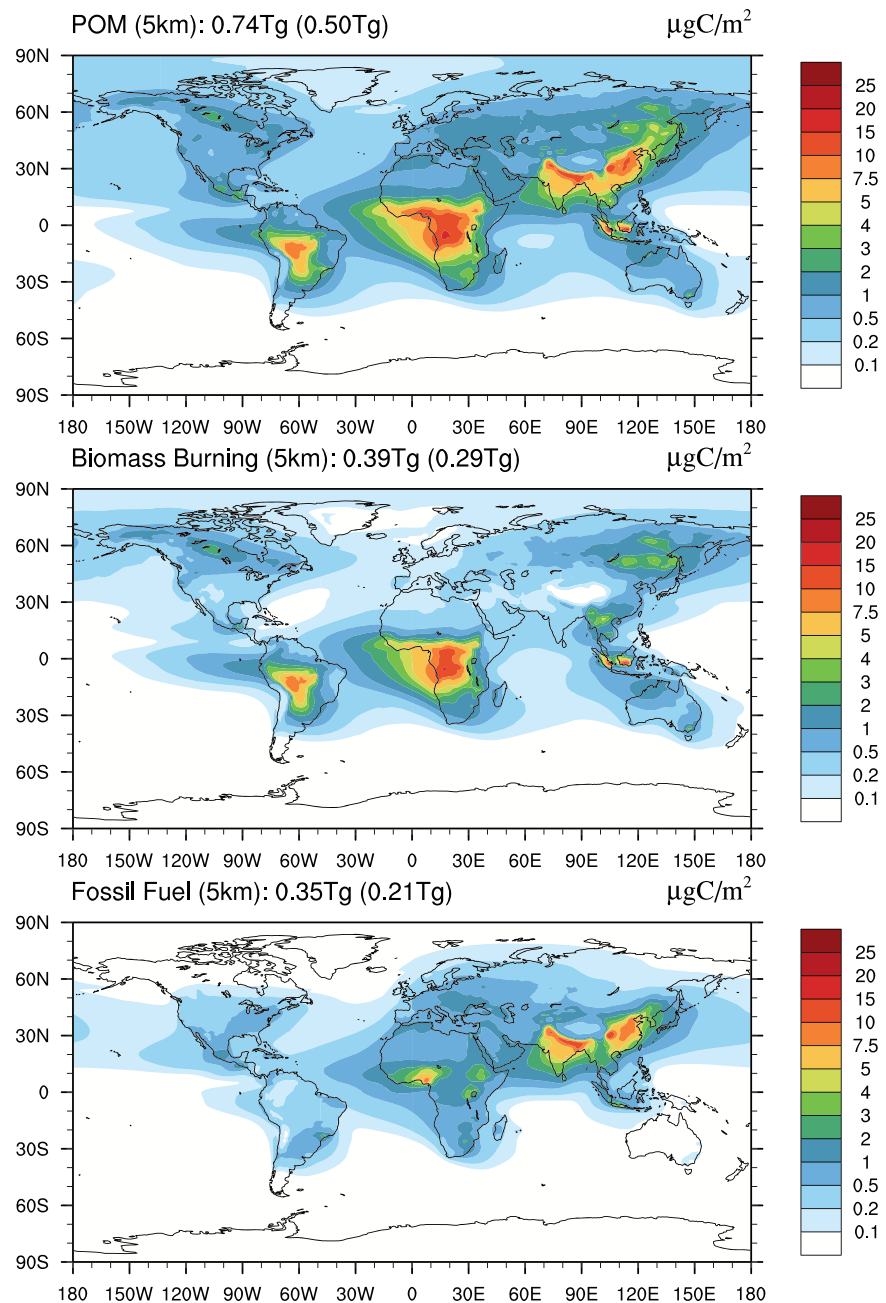 POM (5km): 0.74Tg (0.50Tg) μgC/m²
90N
60N
30N
0
30S
60S
90S
180 150W 120W 90W 60W 30W 0 30E 60E 90E 120E 150E 180
25
20
15
10
7.5
5
4
3
2
1
0.5
0.2
0.1
Biomass Burning (5km): 0.39Tg (0.29Tg) μgC/m²
90N
60N
30N
0
30S
60S
90S
180 150W 120W 90W 60W 30W 0 30E 60E 90E 120E 150E 180
25
20
15
10
7.5
5
4
3
2
1
0.5
0.2
0.1
Fossil Fuel (5km): 0.35Tg (0.21Tg) μgC/m²
90N
60N
30N
0
30S
60S
90S
180 150W 120W 90W 60W 30W 0 30E 60E 90E 120E 150E 180
25
20
15
10
7.5
5
4
3
2
1
0.5
0.2
0.1